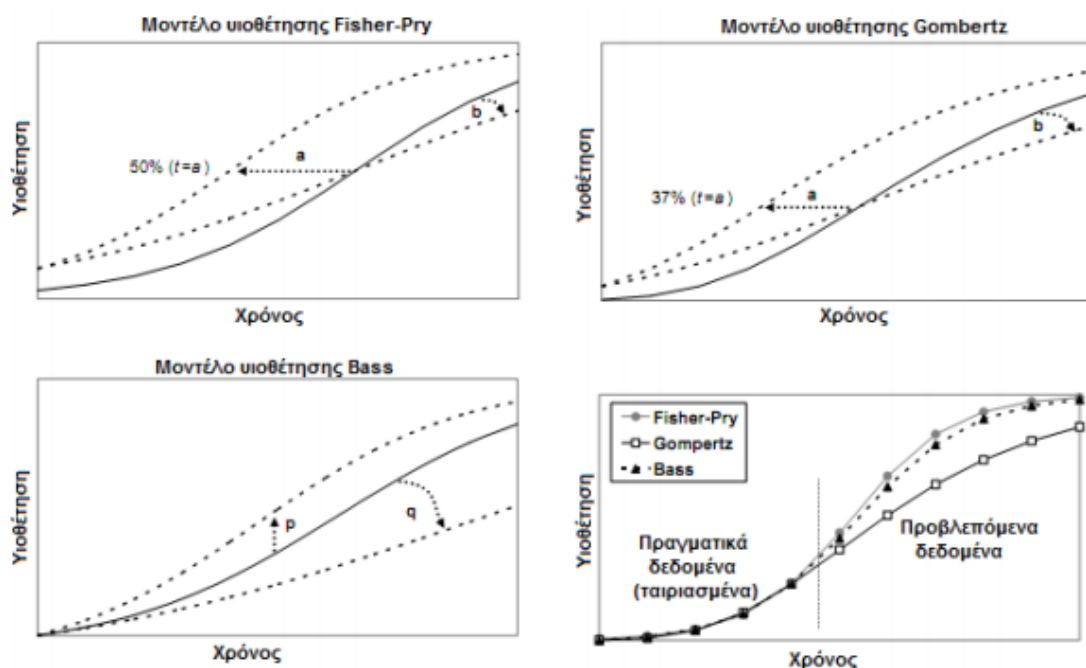 Μοντέλο υιοθέτησης Fisher-Pry
Υιοθέτηση
50% (t=a)
a
b
Χρόνος
Μοντέλο υιοθέτησης Gombertz
Υιοθέτηση
37% (t=a)
a
b
Χρόνος
Μοντέλο υιοθέτησης Bass
Υιοθέτηση
p
q
Χρόνος
Υιοθέτηση
Fisher-Pry
Gompertz
Bass
Πραγματικά
δεδομένα
(ταιριασμένα)
Προβλεπόμενα
δεδομένα
Χρόνος